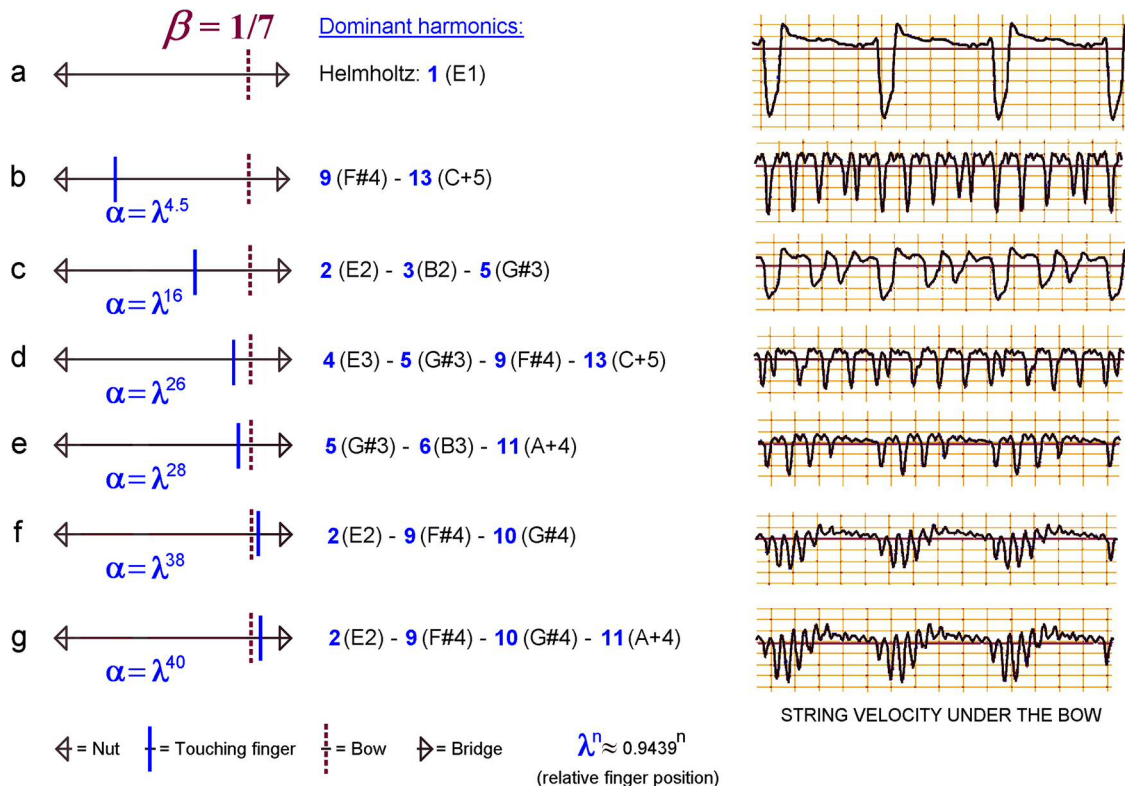 β = 1/7
Dominant harmonics:
a
Helmholtz: 1 (E1)
b
α = λ^4.5
9 (F#4) - 13 (C+5)
c
α = λ^16
2 (E2) - 3 (B2) - 5 (G#3)
d
α = λ^26
4 (E3) - 5 (G#3) - 9 (F#4) - 13 (C+5)
e
α = λ^28
5 (G#3) - 6 (B3) - 11 (A+4)
f
α = λ^38
2 (E2) - 9 (F#4) - 10 (G#4)
g
α = λ^40
2 (E2) - 9 (F#4) - 10 (G#4) - 11 (A+4)
STRING VELOCITY UNDER THE BOW
= Nut = Touching finger = Bow = Bridge
λ^n ≈ 0.9439^n
(relative finger position)